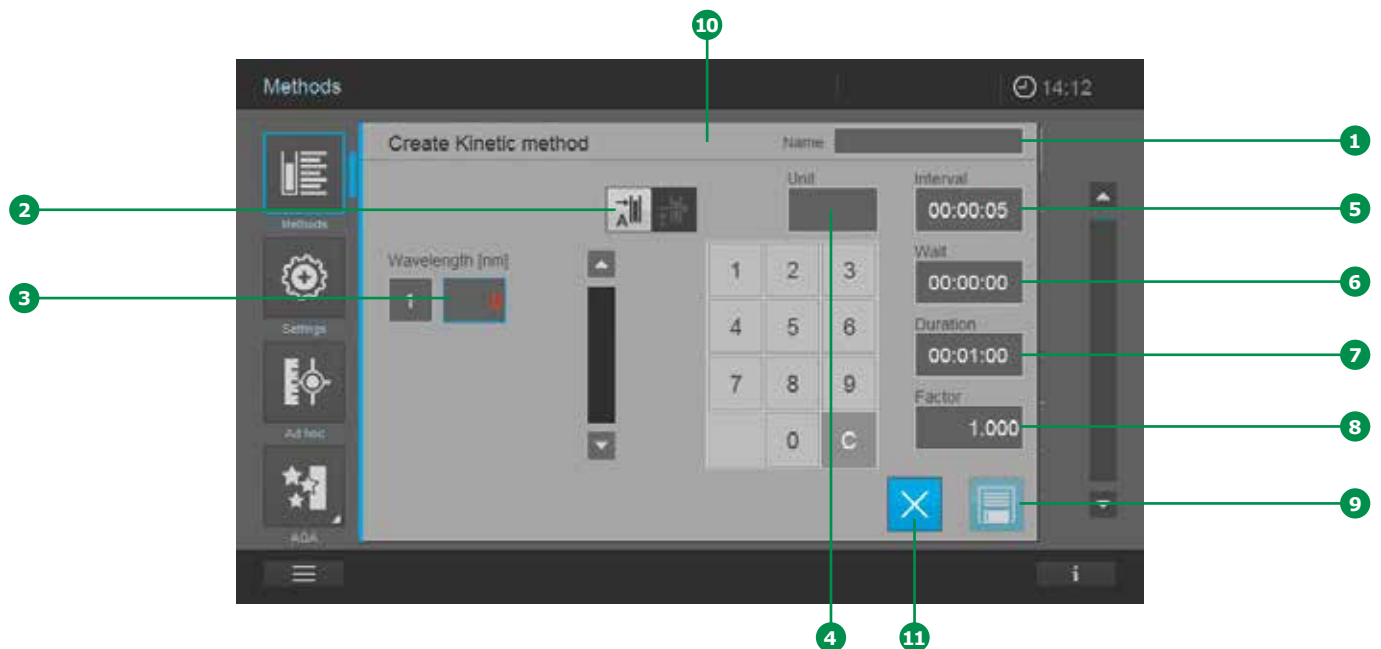 10
Methods
14:12
Create Kinetic method
Name
1
2
A
Unit
Interval
00:00:05
5
Methods
Wavelength [nm]
1 2 3
Wait
00:00:00
6
3
1
4 5 6
Settings
Duration
00:01:00
7
7 8 9
Factor
1.000
8
Ad hoc
0 C
9
AQA
i
4
11